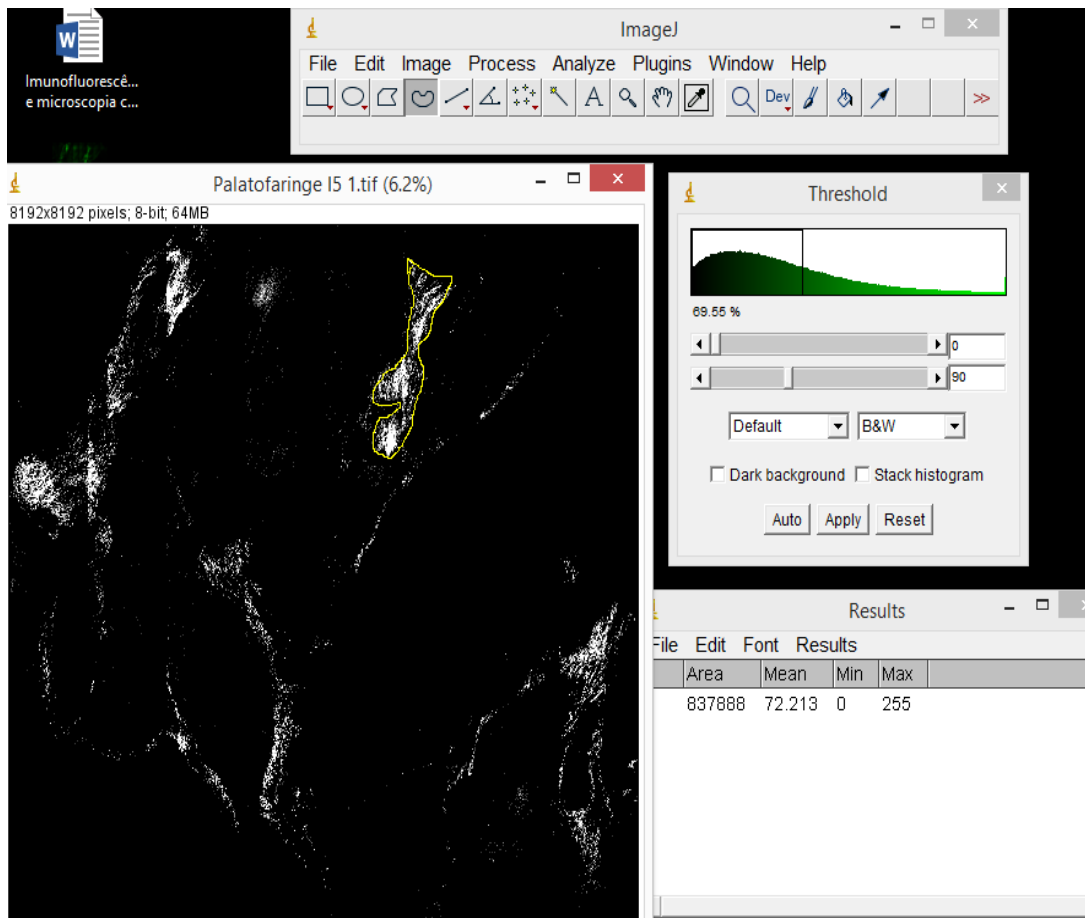 Imunofluorescê...
e microscopia c...
ImageJ
File Edit Image Process Analyze Plugins Window Help
A Dev >>
Palatofaringe I5 1.tif (6.2%)
8192x8192 pixels; 8-bit; 64MB
Threshold
69.55 %
0
90
Default B&W
Dark background Stack histogram
Auto Apply Reset
Results
File Edit Font Results
Area Mean Min Max
837888 72.213 0 255